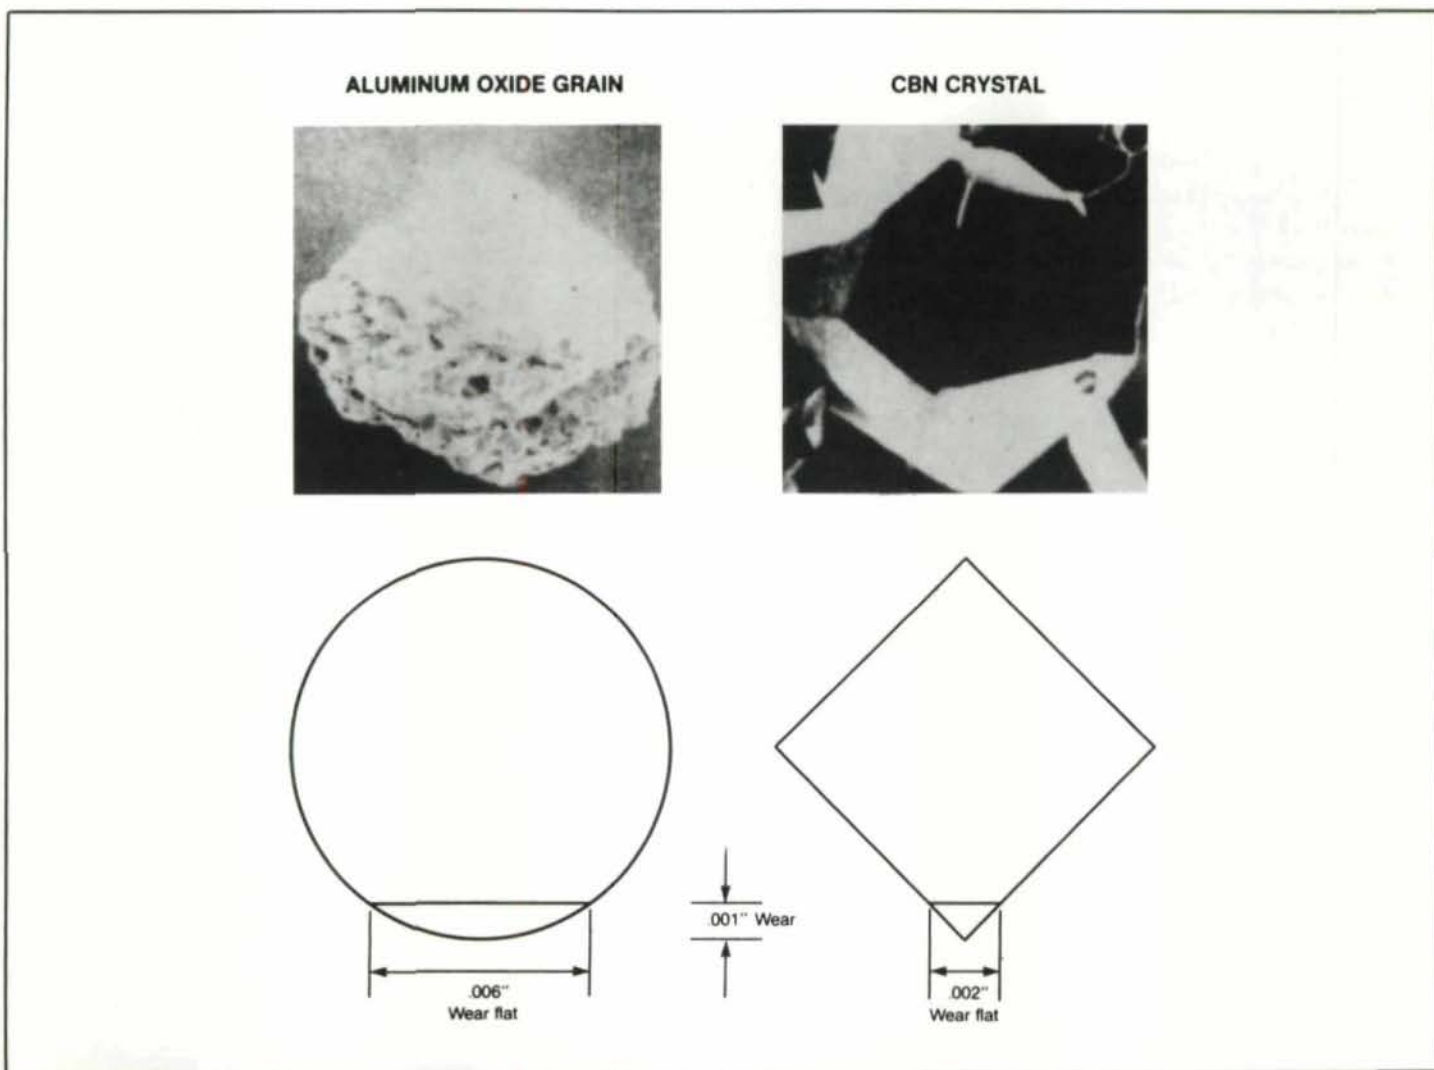 ALUMINUM OXIDE GRAIN
CBN CRYSTAL
.001" Wear
.006"
Wear flat
.002"
Wear flat